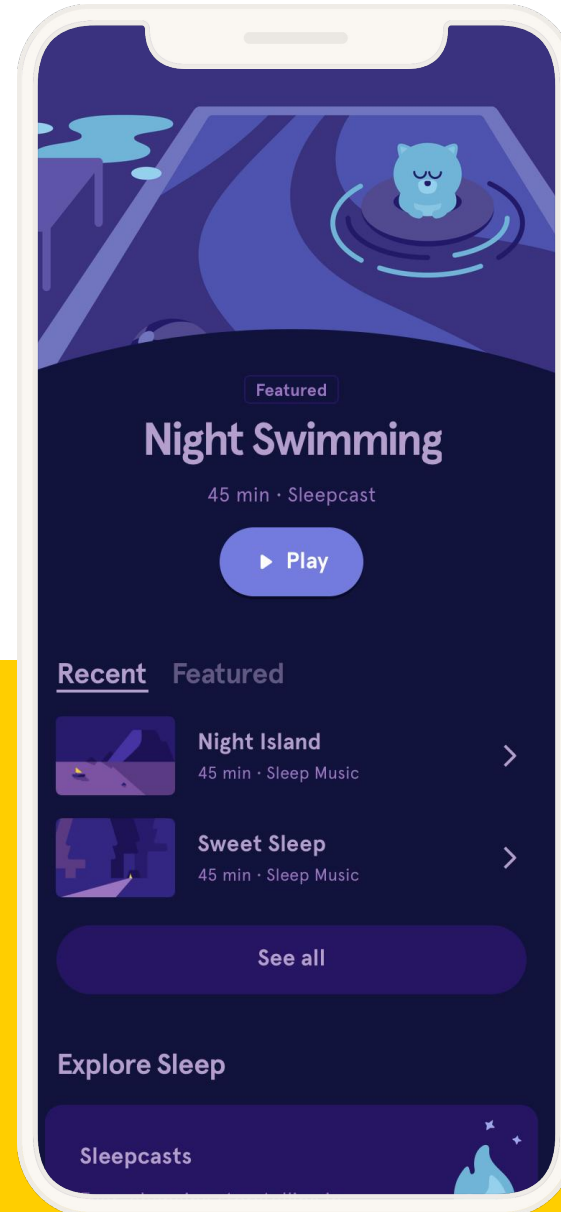 Featured
Night Swimming
45 min · Sleepcast
Play
Recent Featured
Night Island
45 min · Sleep Music
Sweet Sleep
45 min · Sleep Music
See all
Explore Sleep
Sleepcasts